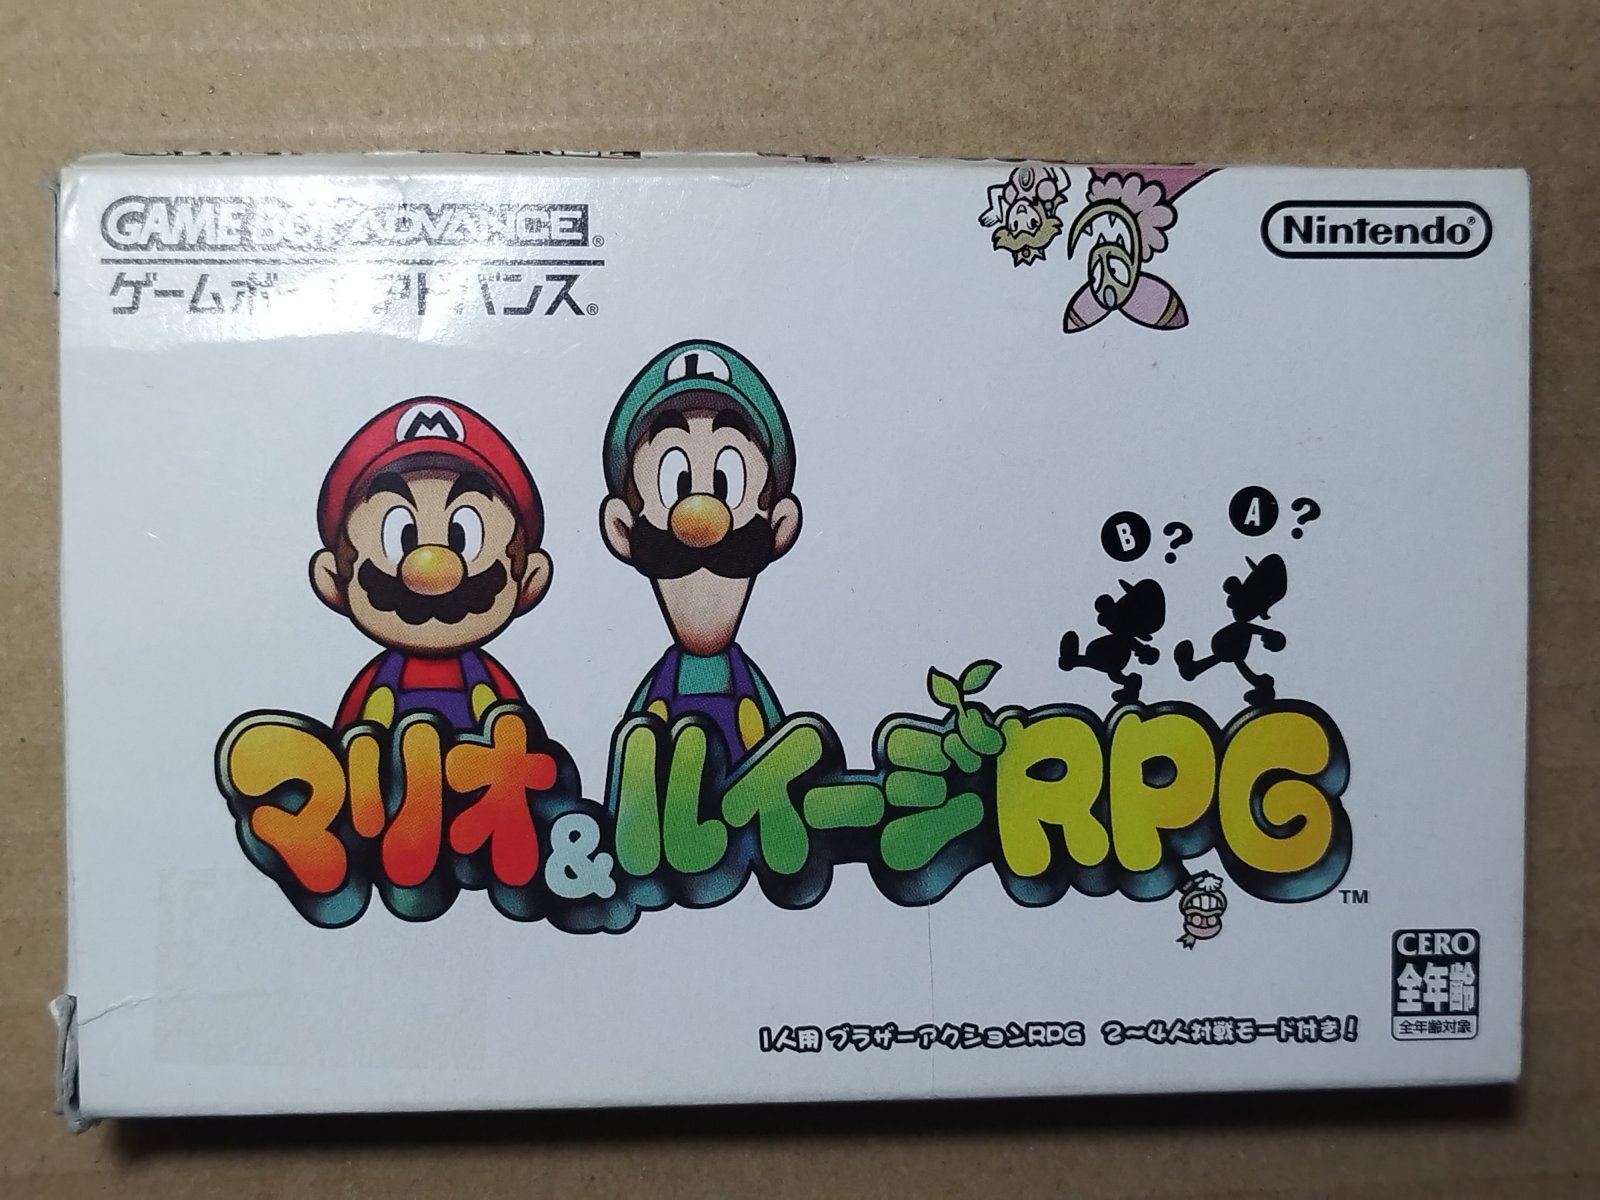 GAME BOY ADVANCE®
ゲームボーイアドバンス®
Nintendo®
L
M
B?
A?
マリオ&ルイージRPG™
CERO
全年齢
全年齢対象
1人用 ブラザーアクションRPG 2〜4人対戦モード付き!